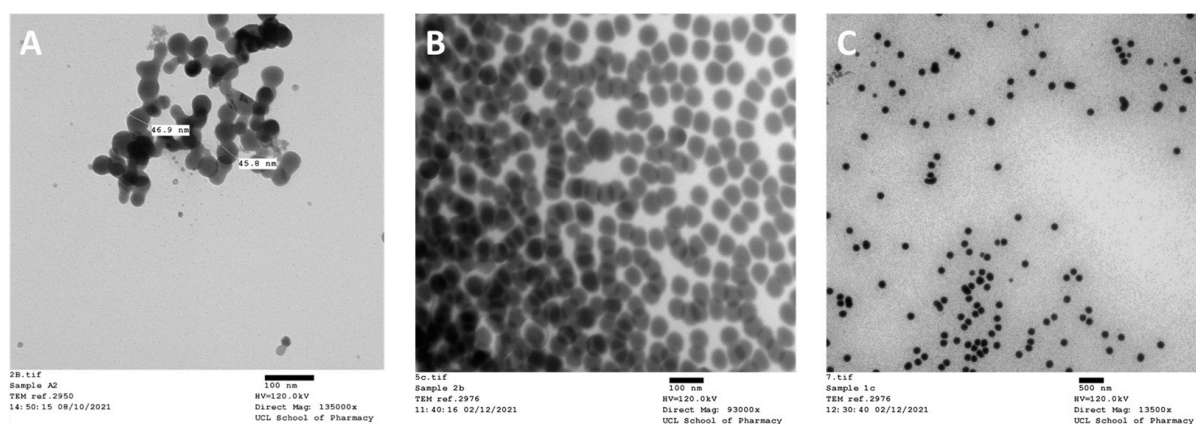 A
46.9 nm
45.8 nm
2B.tif
Sample A2
TEM ref.2950
14:50:15 08/10/2021
100 nm
HV=120.0kV
Direct Mag: 135000x
UCL School of Pharmacy
B
5c.tif
Sample 2b
TEM ref.2976
11:40:16 02/12/2021
100 nm
HV=120.0kV
Direct Mag: 93000x
UCL School of Pharmacy
C
7.tif
Sample 1c
TEM ref.2976
12:30:40 02/12/2021
500 nm
HV=120.0kV
Direct Mag: 13500x
UCL School of Pharmacy